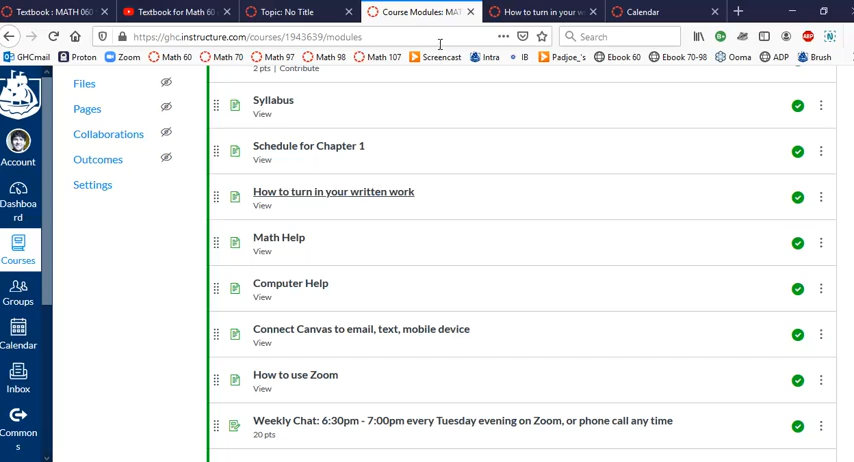 Textbook : MATH 060
Textbook for Math 60
Topic: No Title
Course Modules: MAT
How to turn in your w
Calendar
https://ghc.instructure.com/courses/1943639/modules
Search
GHCmail
Proton
Zoom
Math 60
Math 70
Math 97
Math 98
Math 107
Screencast
Intra
IB
Padjoe_'s
Ebook 60
Ebook 70-98
Ooma
ADP
Brush
Account
Dashboa
rd
Courses
Groups
Calendar
Inbox
Common
s
Files
Pages
Collaborations
Outcomes
Settings
2 pts | Contribute
Syllabus
View
Schedule for Chapter 1
View
How to turn in your written work
View
Math Help
View
Computer Help
View
Connect Canvas to email, text, mobile device
View
How to use Zoom
View
Weekly Chat: 6:30pm - 7:00pm every Tuesday evening on Zoom, or phone call any time
20 pts